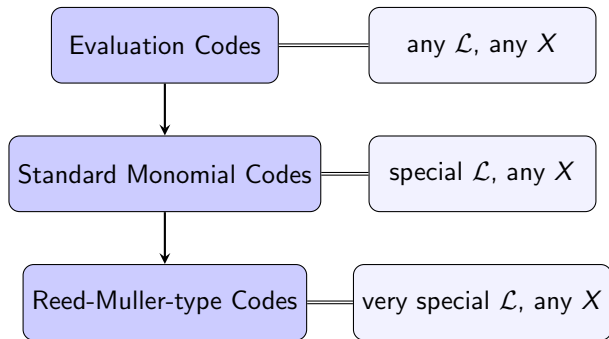 Evaluation Codes
any ℒ, any X
Standard Monomial Codes
special ℒ, any X
Reed-Muller-type Codes
very special ℒ, any X